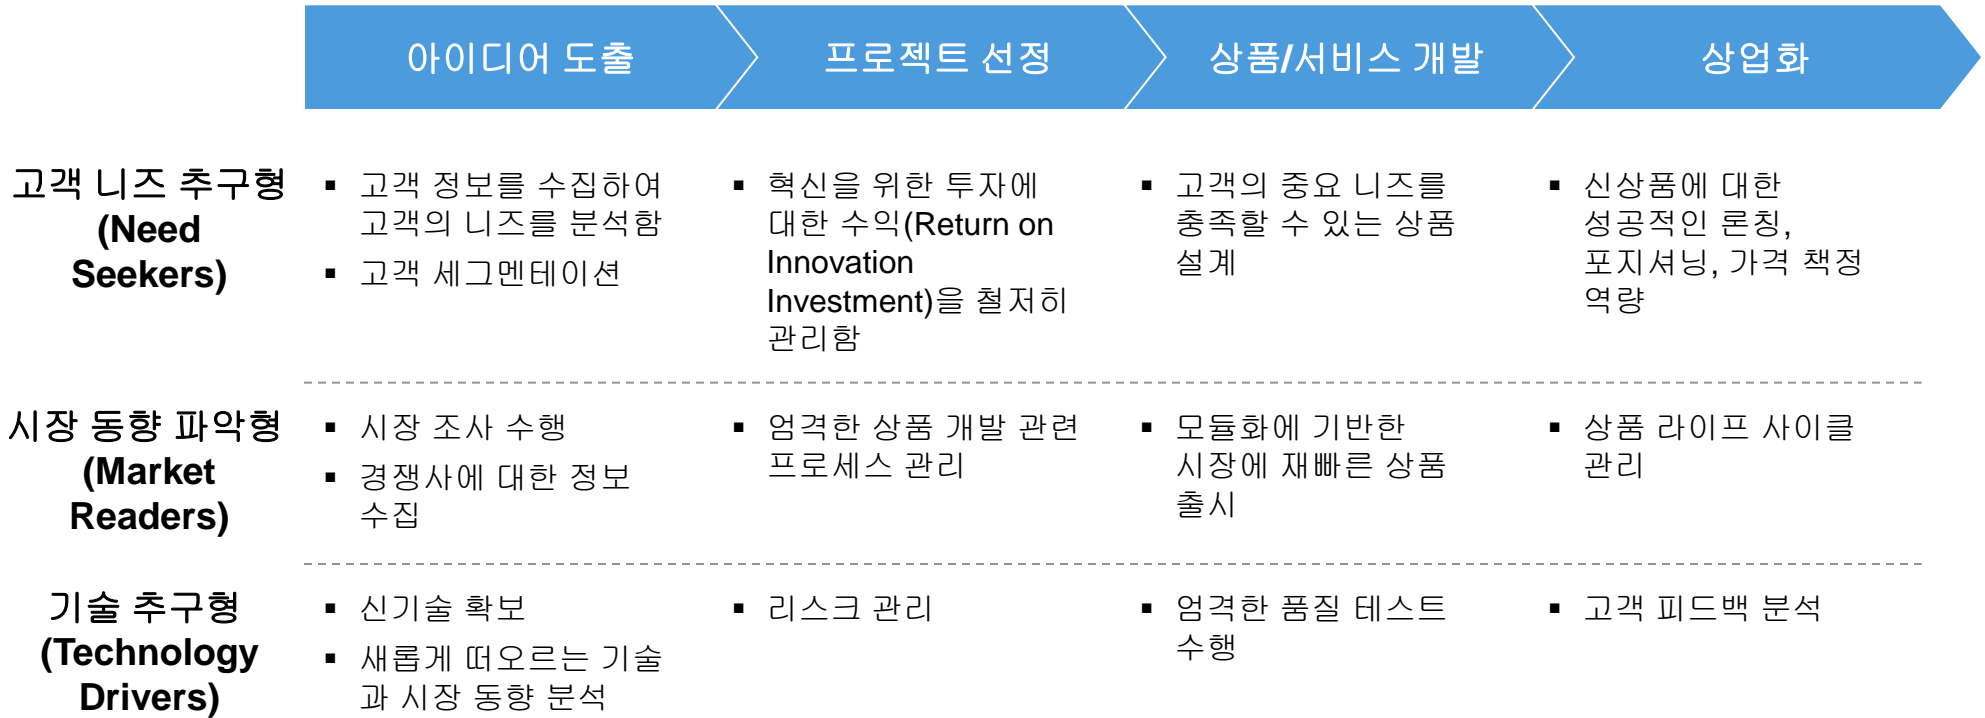 아이디어 도출
프로젝트 선정
상품/서비스 개발
상업화
고객 니즈 추구형
(Need
Seekers)
▪ 고객 정보를 수집하여
고객의 니즈를 분석함
▪ 고객 세그멘테이션
▪ 혁신을 위한 투자에
대한 수익(Return on
Innovation
Investment)을 철저히
관리함
▪ 고객의 중요 니즈를
충족할 수 있는 상품
설계
▪ 신상품에 대한
성공적인 론칭,
포지셔닝, 가격 책정
역량
시장 동향 파악형
(Market
Readers)
▪ 시장 조사 수행
▪ 경쟁사에 대한 정보
수집
▪ 엄격한 상품 개발 관련
프로세스 관리
▪ 모듈화에 기반한
시장에 재빠른 상품
출시
▪ 상품 라이프 사이클
관리
기술 추구형
(Technology
Drivers)
▪ 신기술 확보
▪ 새롭게 떠오르는 기술
과 시장 동향 분석
▪ 리스크 관리
▪ 엄격한 품질 테스트
수행
▪ 고객 피드백 분석